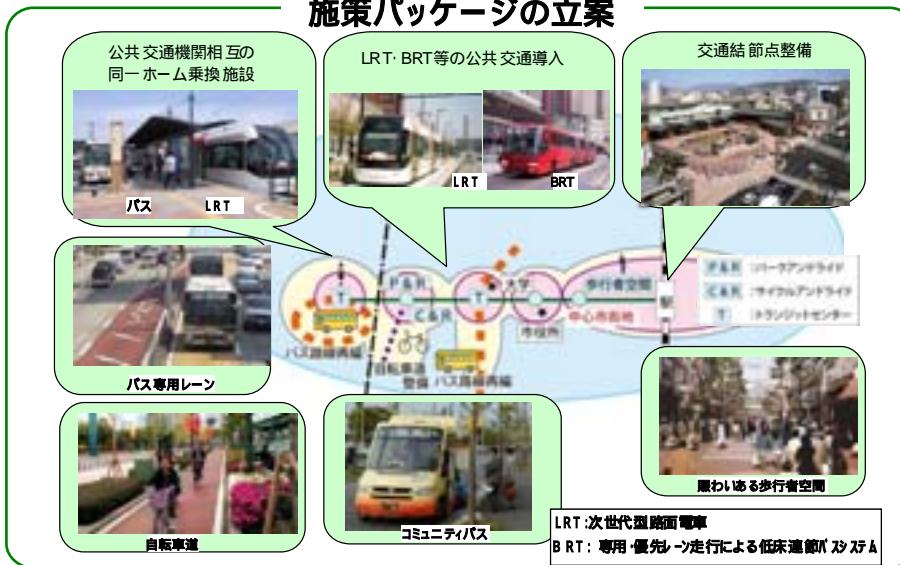 施策パッケージの立案
公共交通機関相互の
同一ホーム乗換施設
バス
LRT
LRT・BRT等の公共交通導入
LRT
BRT
交通結節点整備
P&R
T
C&R
T
大学
市役所
歩行者空間
中心市街地
駅
バス路線再編
自転車道
整備
バス路線再編
P&R :パークアンドライド
C&R :サイクルアンドライド
T :トランジットセンター
バス専用レーン
自転車道
コミュニティバス
賑わいある歩行者空間
LRT:次世代型路面電車
BRT: 専用・優先レーン走行による低床連節バスシステム